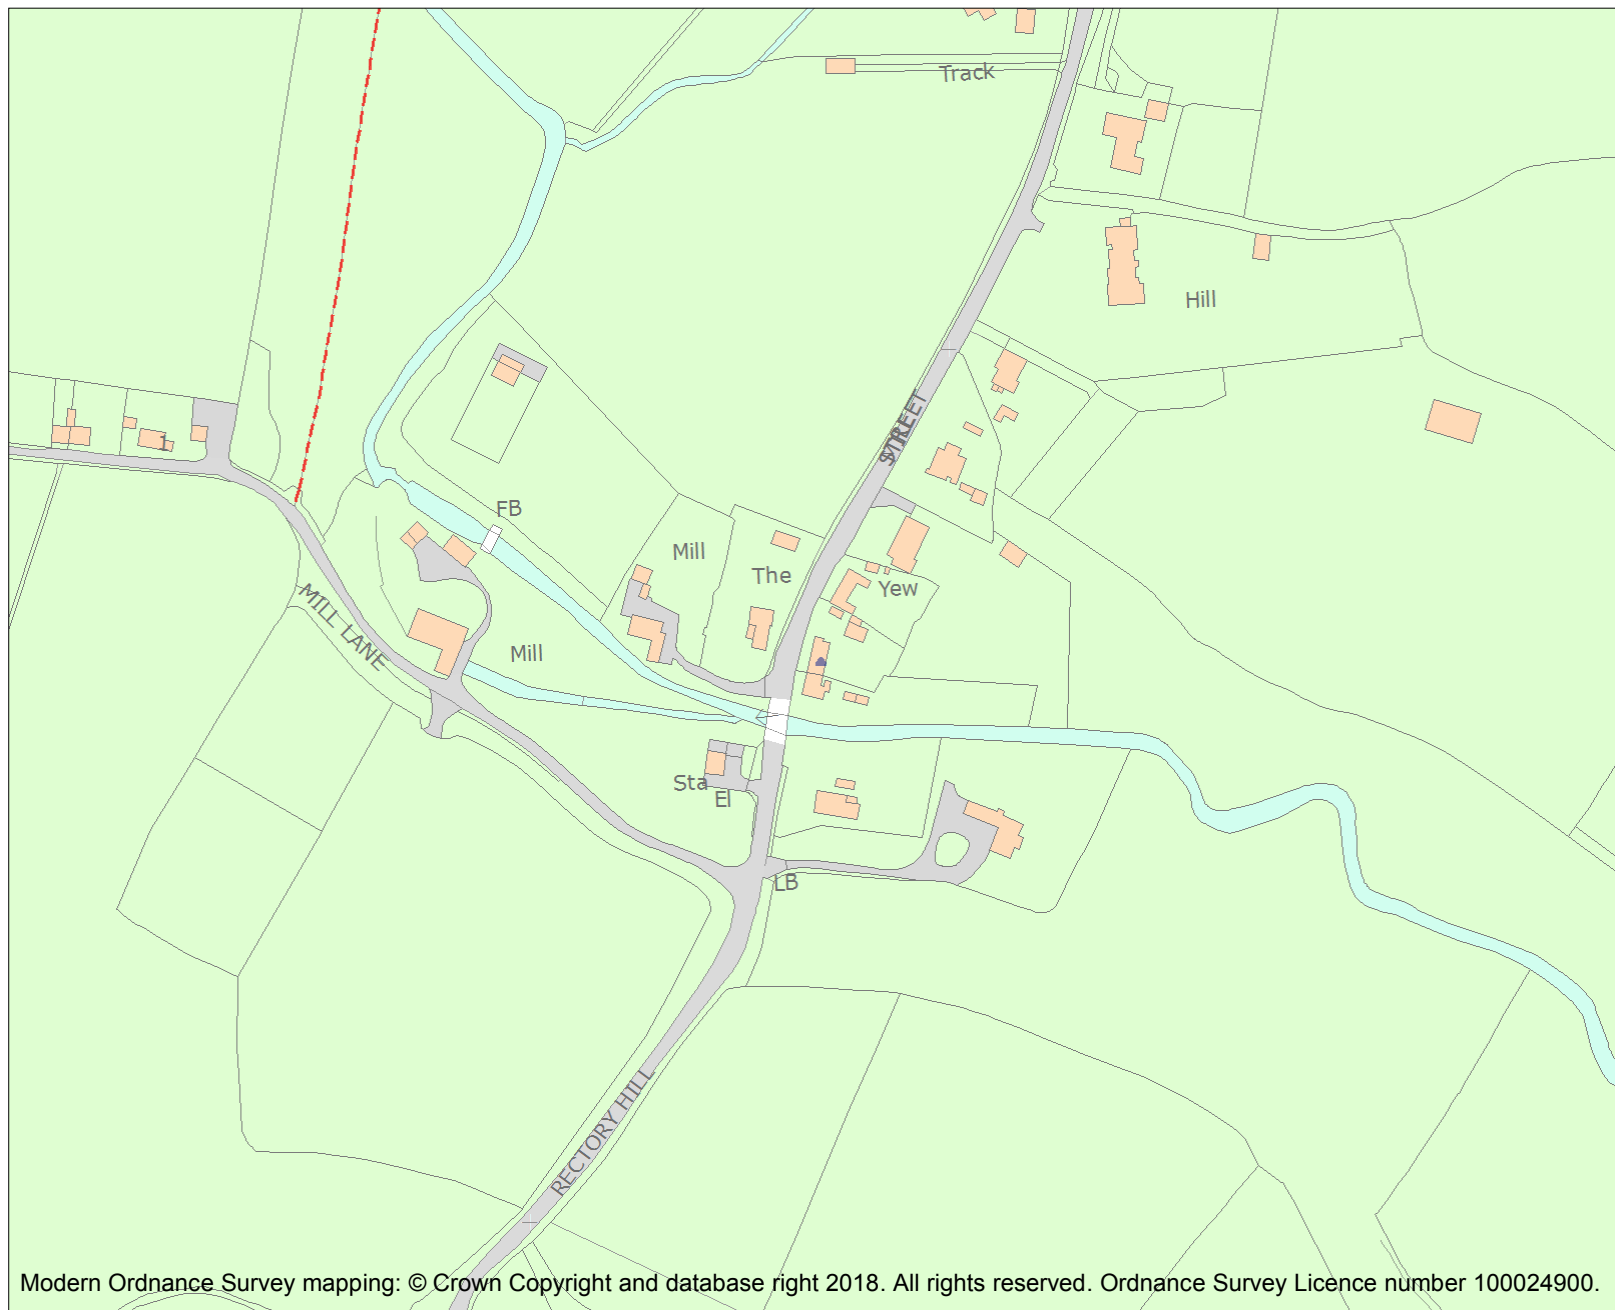 Track
Hill
STREET
1
FB
Mill
The
Yew
MILL LANE
Mill
Sta
El
LB
RECTORY HILL
Modern Ordnance Survey mapping: © Crown Copyright and database right 2018. All rights reserved. Ordnance Survey Licence number 100024900.